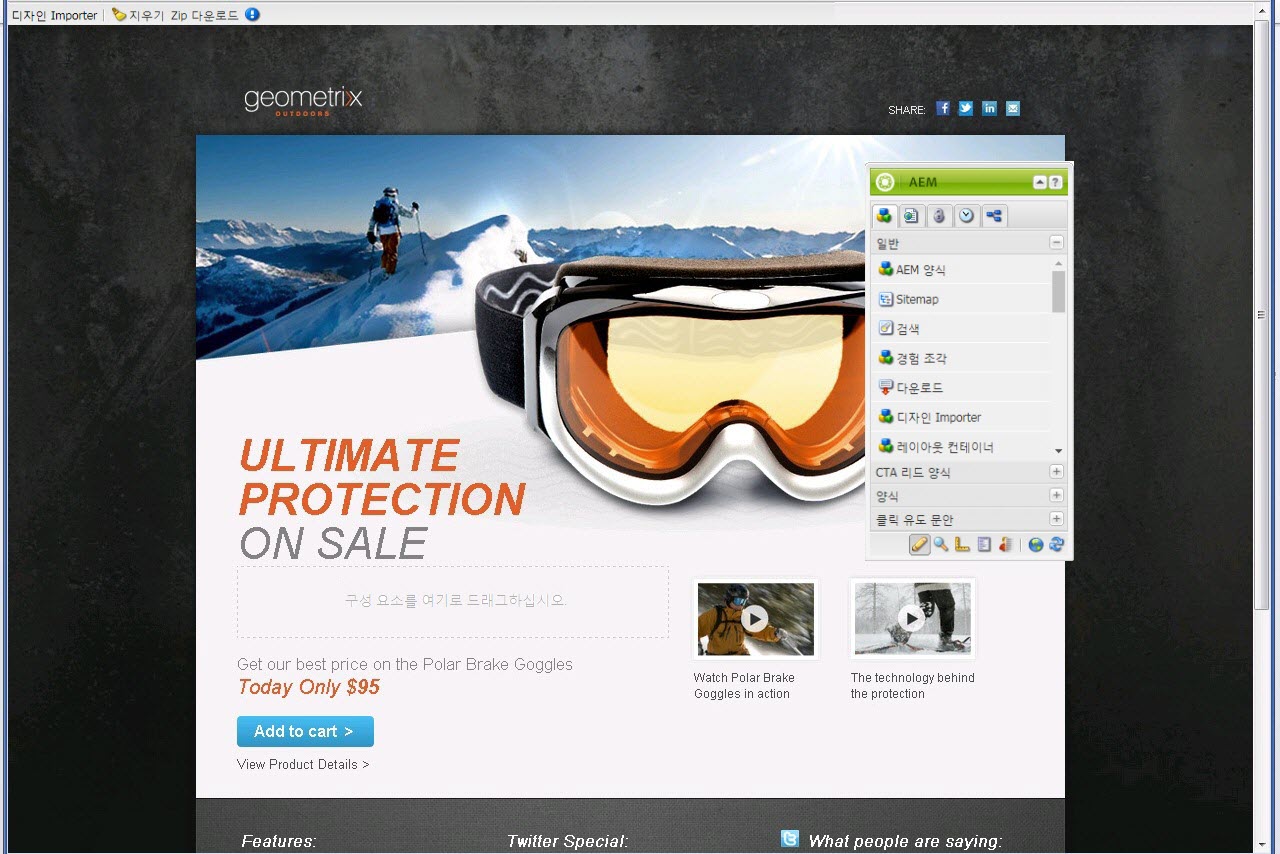 디자인 Importer
지우기 Zip 다운로드
geometrixx
OUTDOORS
SHARE:
AEM
일반
AEM 양식
Sitemap
검색
경험 조각
다운로드
디자인 Importer
레이아웃 컨테이너
CTA 리드 양식
양식
클릭 유도 문안
ULTIMATE
PROTECTION
ON SALE
구성 요소를 여기로 드래그하십시오.
Get our best price on the Polar Brake Goggles
Today Only $95
Add to cart >
View Product Details >
Watch Polar Brake
Goggles in action
The technology behind
the protection
Features:
Twitter Special:
What people are saying: